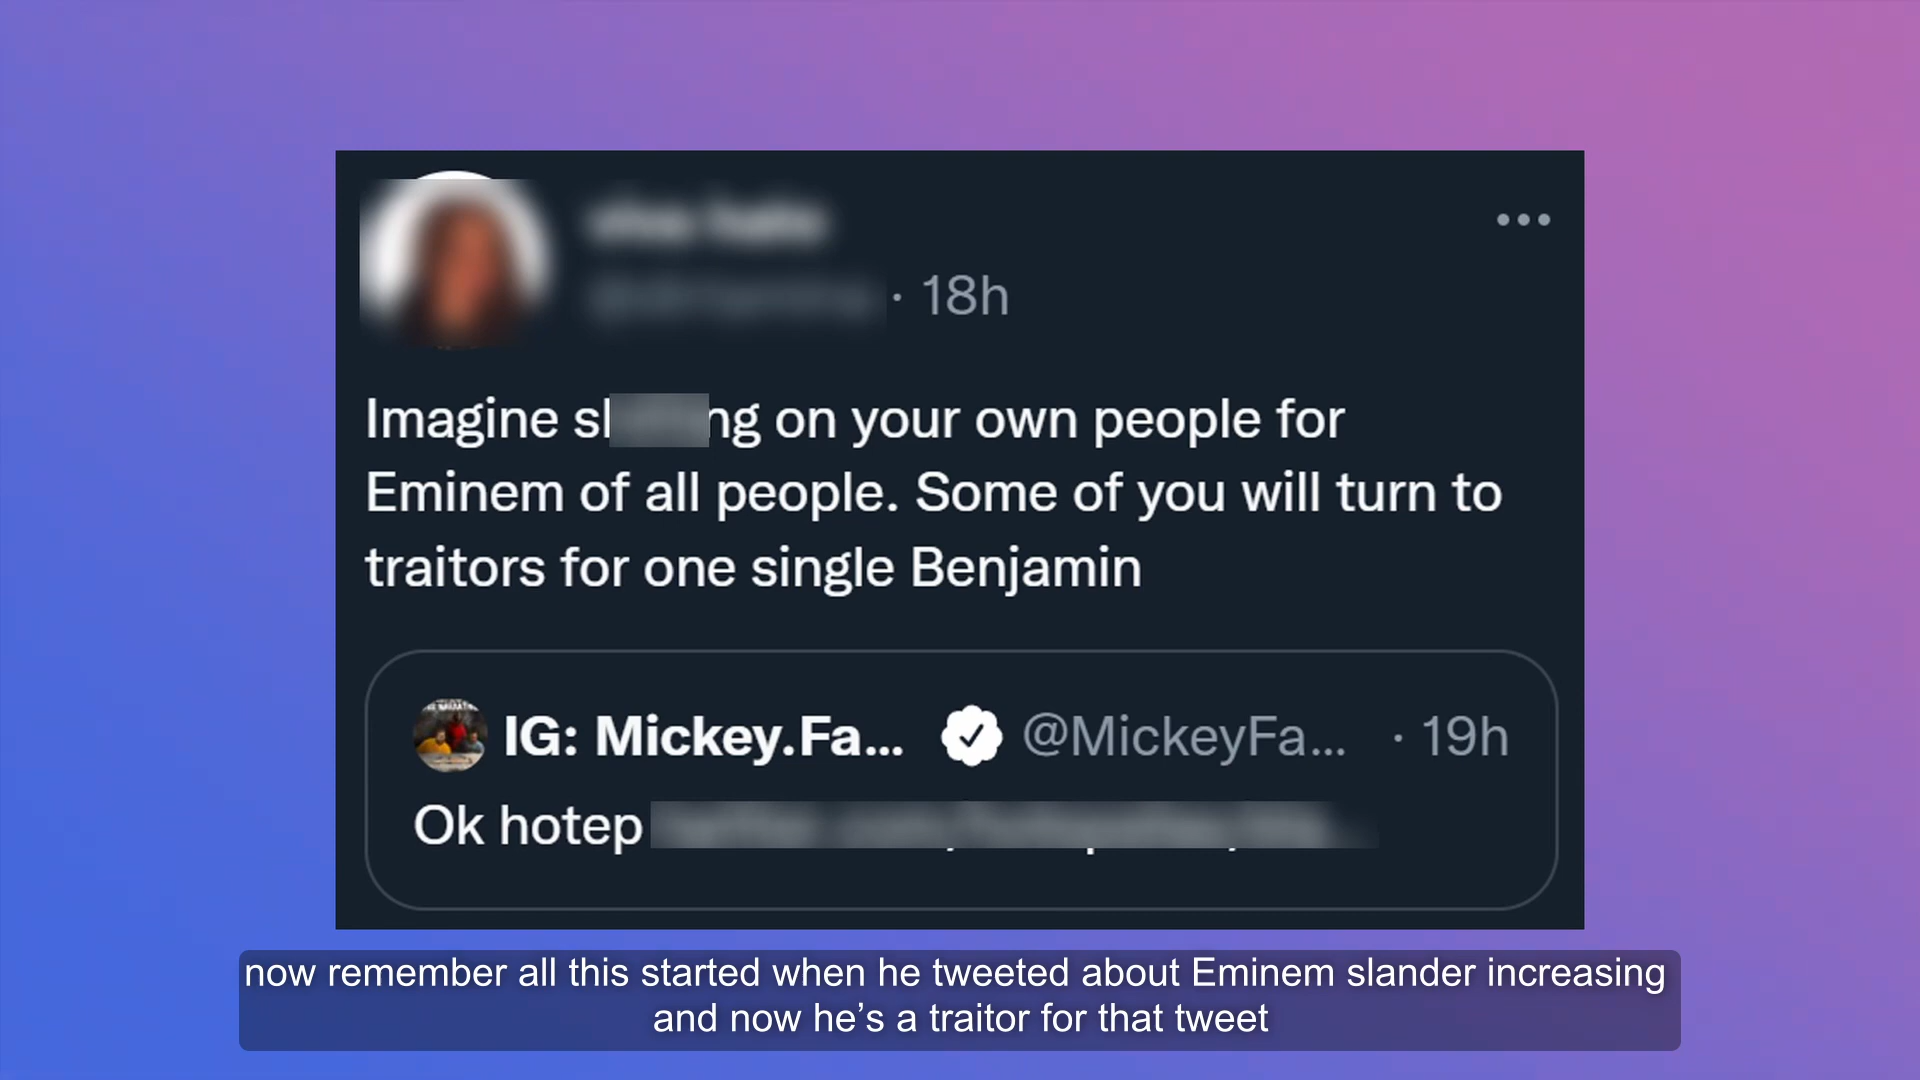 · 18h
Imagine on your own people for
Eminem of all people. Some of you will turn to
traitors for one single Benjamin
IG: Mickey.Fa... @MickeyFa... · 19h
Ok hotep
now remember all this started when he tweeted about Eminem slander increasing
and now he's a traitor for that tweet